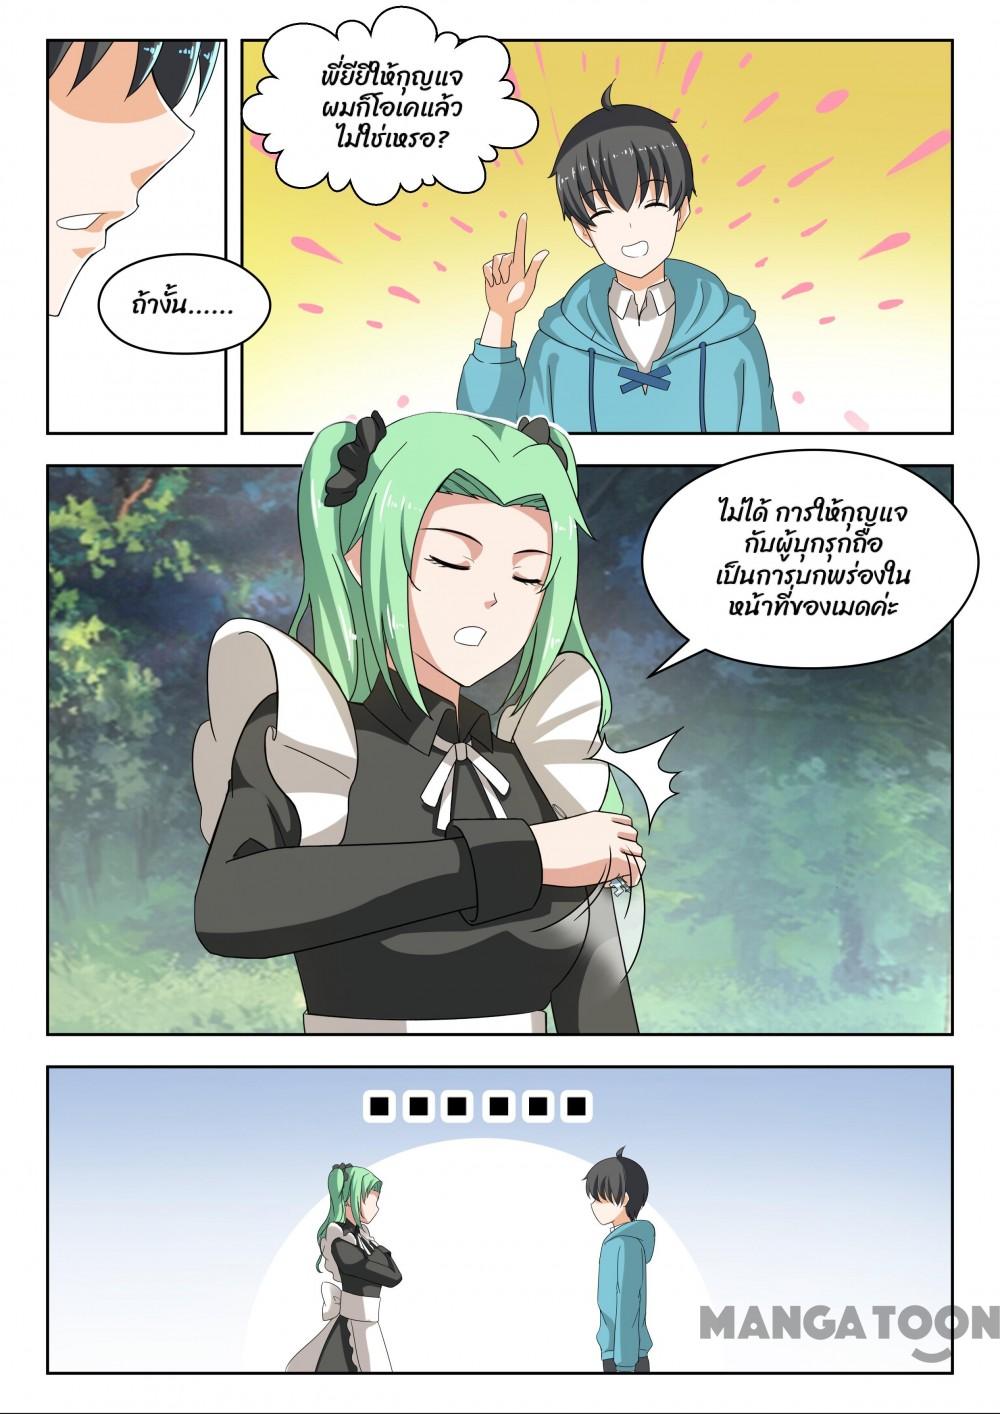 ถ้างั้น......
พี่ยียีให้กุญแจ
ผมก็โอเคแล้ว
ไม่ใช่เหรอ?
ไม่ได้ การให้กุญแจ
กับผู้บุกรุกถือ
เป็นการบกพร่องใน
หน้าที่ของเมดค่ะ
MANGATOON